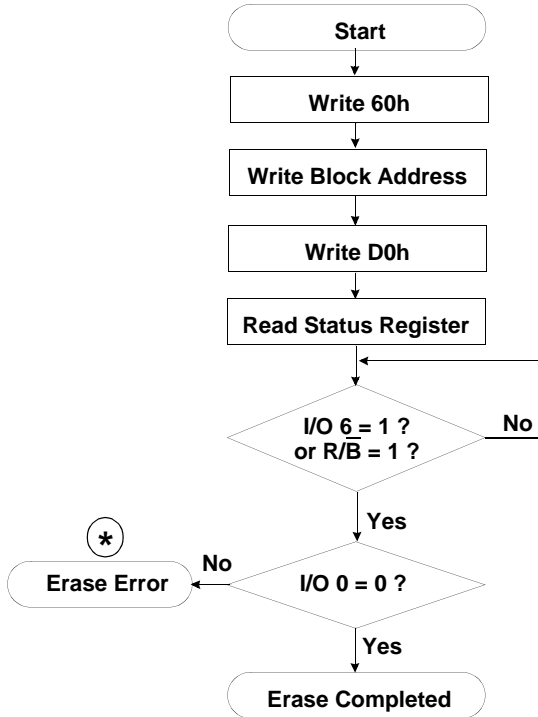 Start
Write 60h
Write Block Address
Write D0h
Read Status Register
I/O 6 = 1 ?
or R/B̅ = 1 ?
No
Yes
*
No
Erase Error
I/O 0 = 0 ?
Yes
Erase Completed